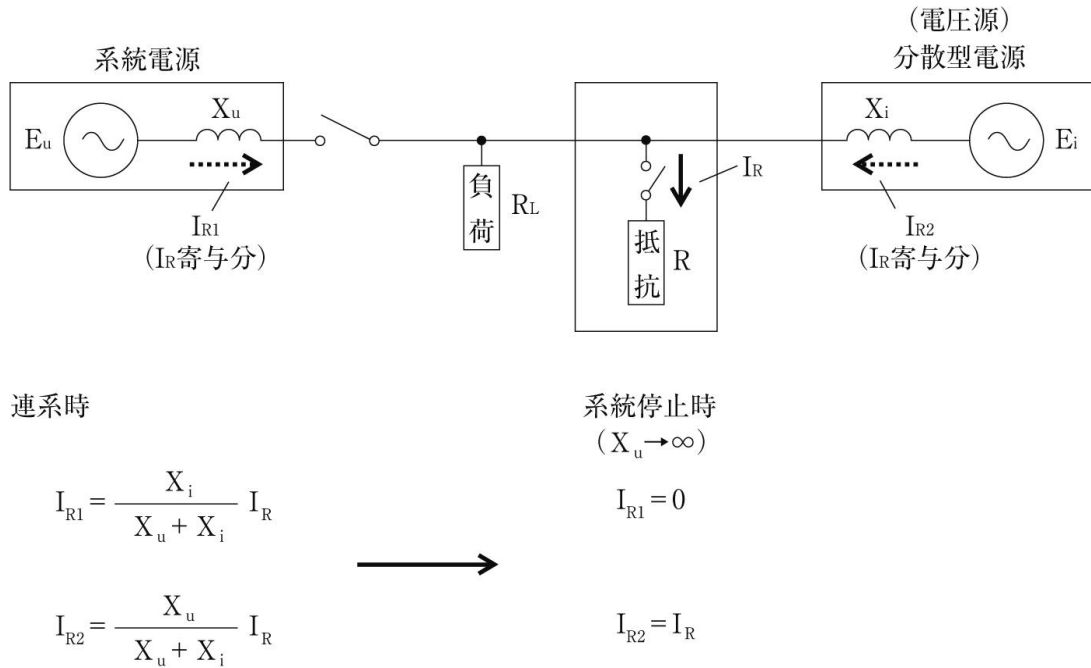 (電圧源)
系統電源
分散型電源
Xu
Eu
IR1
(IR寄与分)
負荷
RL
IR
抵抗
R
Xi
Ei
IR2
(IR寄与分)
連系時
IR1 = Xi / (Xu + Xi) IR
IR2 = Xu / (Xu + Xi) IR
系統停止時
(Xu→∞)
IR1 = 0
IR2 = IR